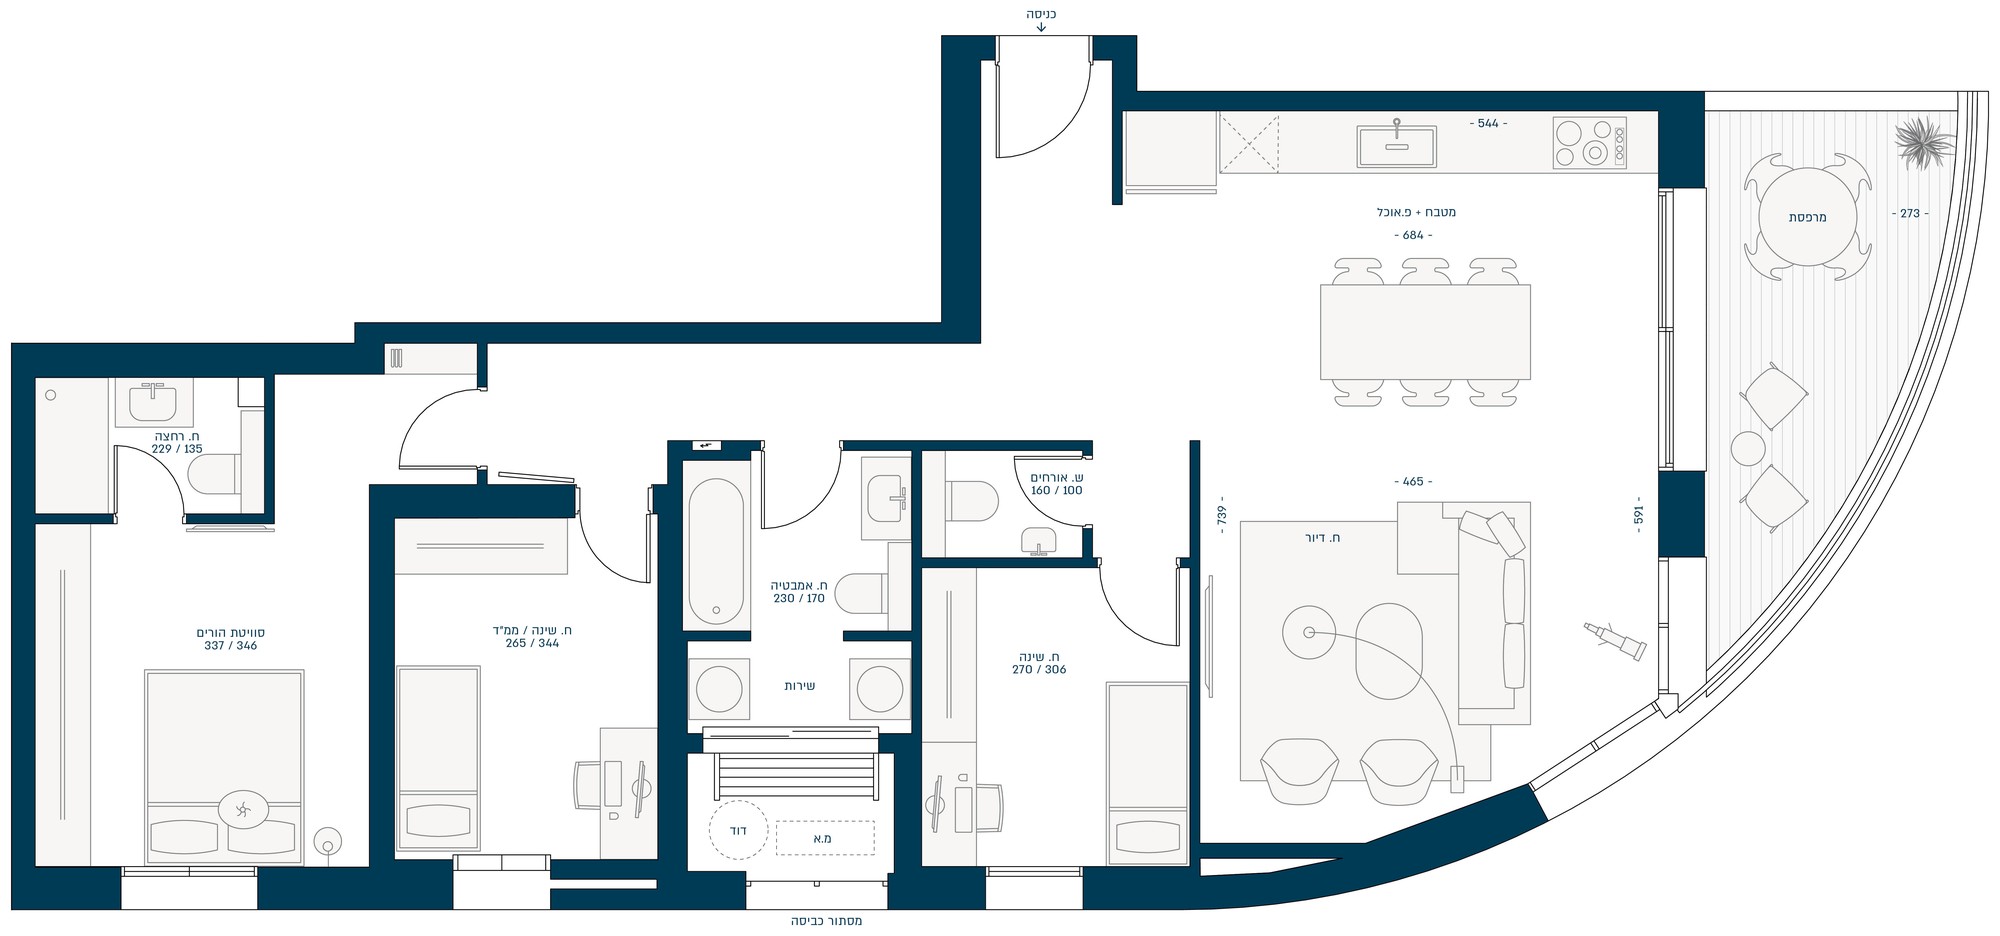 כניסה
- 544 -
מטבח + פ.אוכל
- 684 -
מרפסת
- 273 -
ח. רחצה
229 / 135
ש. אורחים
160 / 100
- 465 -
- 739 -
- 591 -
ח. דיור
ח. אמבטיה
230 / 170
סוויטת הורים
337 / 346
ח. שינה / ממ"ד
265 / 344
ח. שינה
270 / 306
שירות
דוד
מ.א
מסתור כביסה